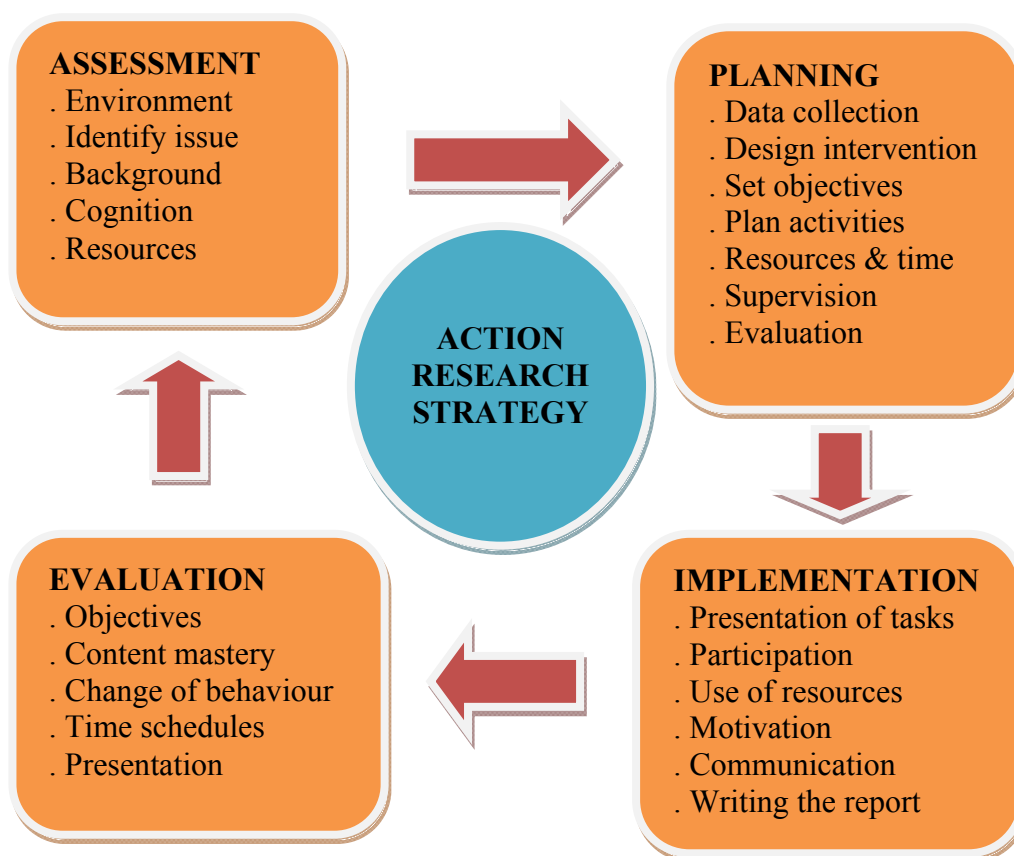 ASSESSMENT
. Environment
. Identify issue
. Background
. Cognition
. Resources
PLANNING
. Data collection
. Design intervention
. Set objectives
. Plan activities
. Resources & time
. Supervision
. Evaluation
ACTION
RESEARCH
STRATEGY
IMPLEMENTATION
. Presentation of tasks
. Participation
. Use of resources
. Motivation
. Communication
. Writing the report
EVALUATION
. Objectives
. Content mastery
. Change of behaviour
. Time schedules
. Presentation